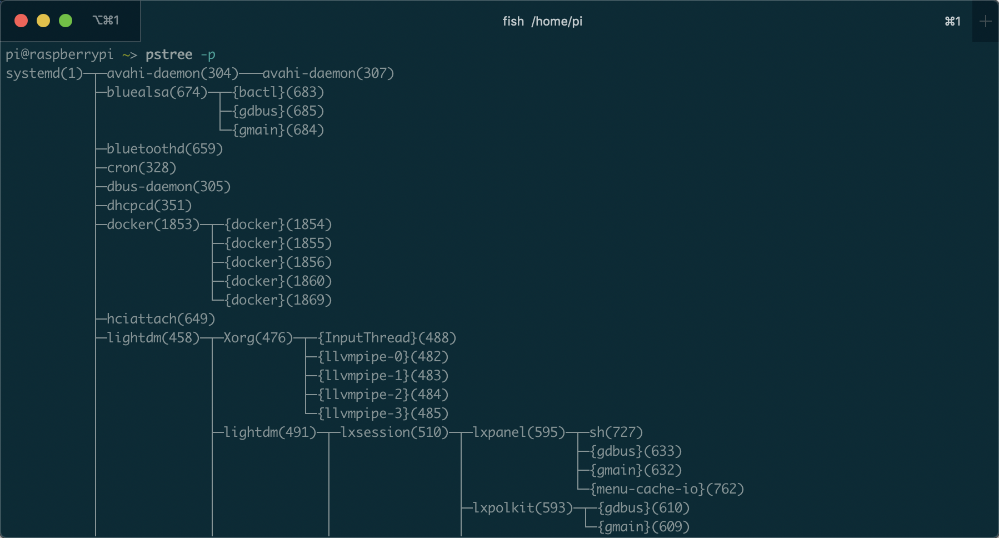 ⌥⌘1 fish /home/pi ⌘1 +
pi@raspberrypi ~> pstree -p
systemd(1)─┬─avahi-daemon(304)───avahi-daemon(307)
           ├─bluealsa(674)─┬─{bactl}(683)
           │               ├─{gdbus}(685)
           │               └─{gmain}(684)
           ├─bluetoothd(659)
           ├─cron(328)
           ├─dbus-daemon(305)
           ├─dhcpcd(351)
           ├─docker(1853)─┬─{docker}(1854)
           │              ├─{docker}(1855)
           │              ├─{docker}(1856)
           │              ├─{docker}(1860)
           │              └─{docker}(1869)
           ├─hciattach(649)
           ├─lightdm(458)─┬─Xorg(476)─┬─{InputThread}(488)
           │              │           ├─{llvmpipe-0}(482)
           │              │           ├─{llvmpipe-1}(483)
           │              │           ├─{llvmpipe-2}(484)
           │              │           └─{llvmpipe-3}(485)
           │              ├─lightdm(491)─┬─lxsession(510)─┬─lxpanel(595)─┬─sh(727)
           │              │              │                │              ├─{gdbus}(633)
           │              │              │                │              ├─{gmain}(632)
           │              │              │                │              └─{menu-cache-io}(762)
           │              │              │                ├─lxpolkit(593)─┬─{gdbus}(610)
           │              │              │                │               └─{gmain}(609)